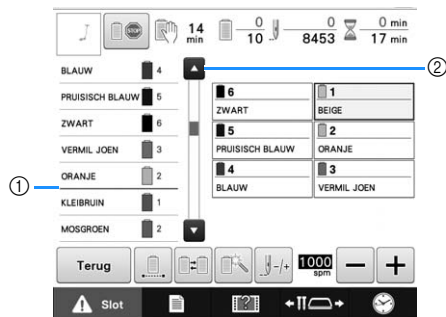 14 min
0
10
0
8453
0 min
17 min
BLAUW 4
PRUISISCH BLAUW 5
ZWART 6
VERMIL JOEN 3
ORANJE 2
KLEIBRUIN 1
MOSGROEN 2
6
ZWART
1
BEIGE
5
PRUISISCH BLAUW
2
ORANJE
4
BLAUW
3
VERMIL JOEN
①
②
Terug
-/+
1000 spm
− +
Slot
?